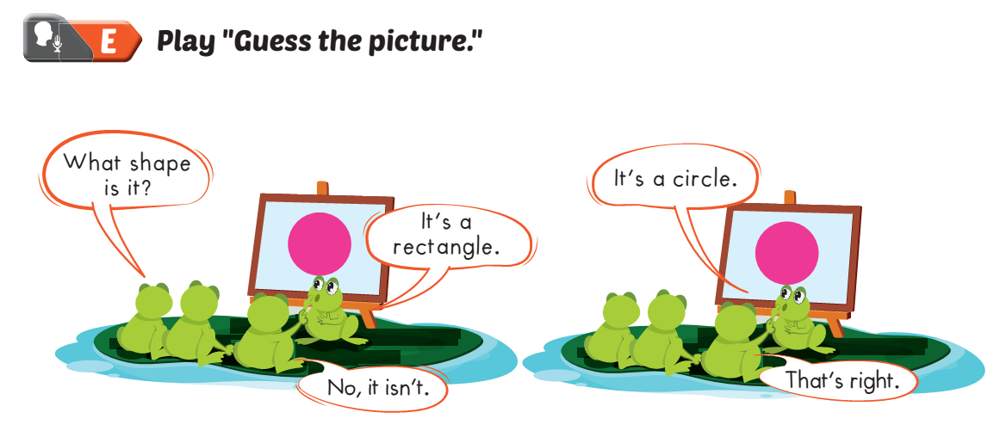 E Play "Guess the picture."
What shape
is it?
It's a
rectangle.
No, it isn't.
It's a circle.
That's right.